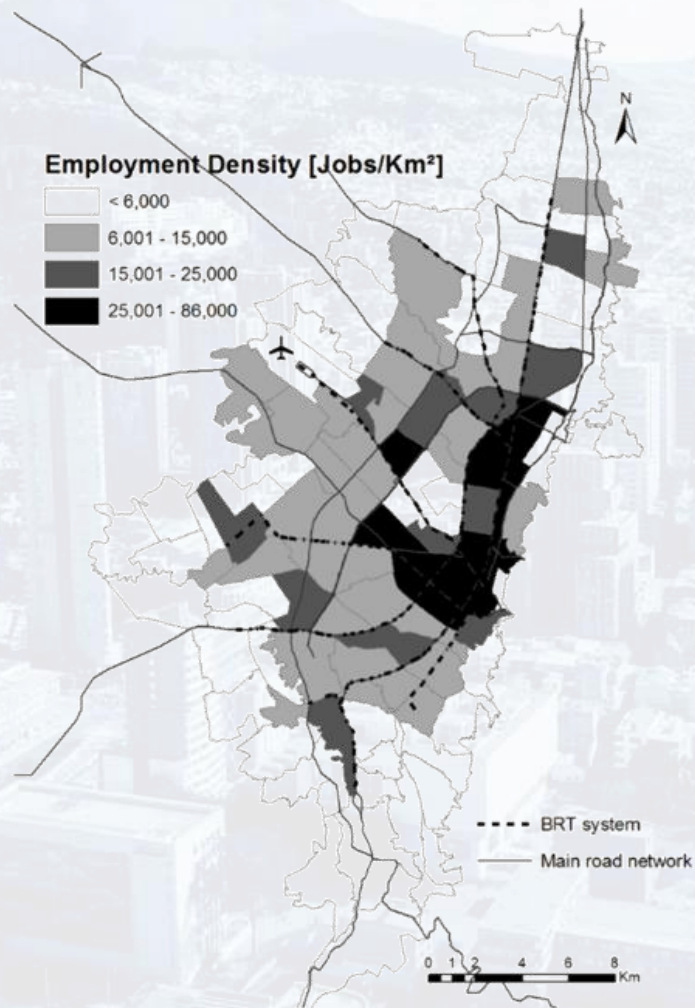 N
Employment Density [Jobs/Km²]
< 6,000
6,001 - 15,000
15,001 - 25,000
25,001 - 86,000
BRT system
Main road network
0 1 2 4 6 8
Km